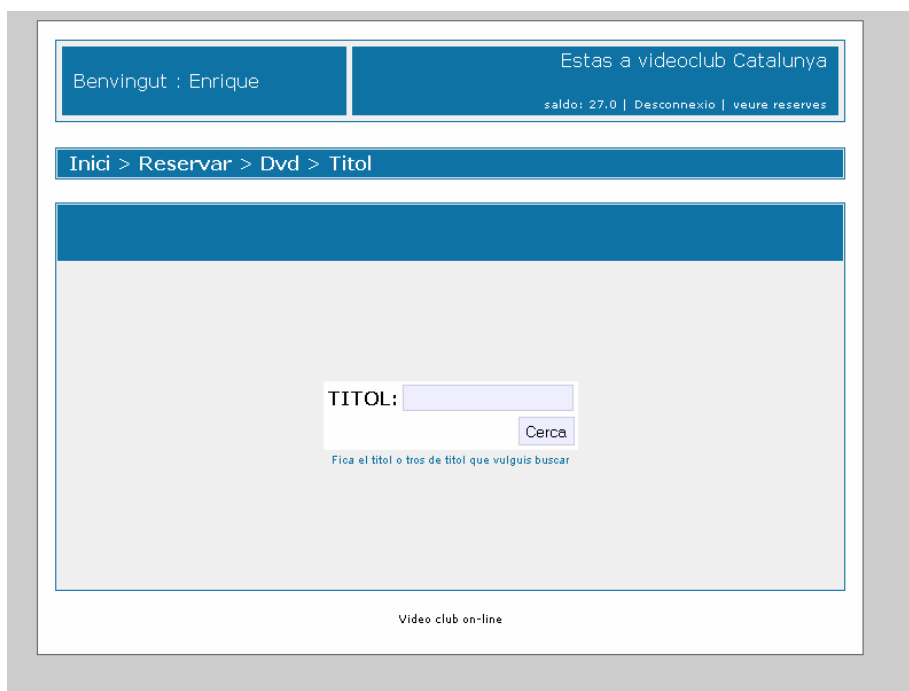 Benvingut : Enrique
Estas a videoclub Catalunya
saldo: 27.0 | Desconnexio | veure reserves
Inici > Reservar > Dvd > Titol
TITOL:
Cerca
Fica el titol o tros de titol que vulguis buscar
Video club on-line